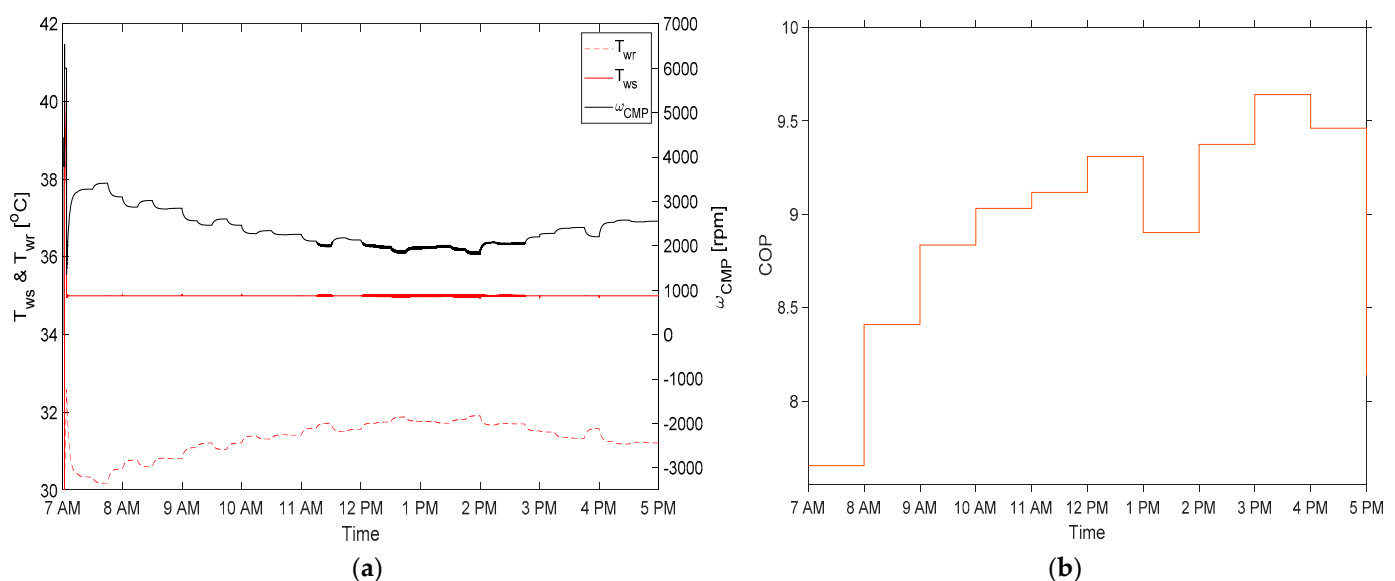 42
40
38
36
34
32
30
T_ws & T_wr [°C]
7000
6000
5000
4000
3000
2000
1000
0
-1000
-2000
-3000
ω_CMP [rpm]
T_wr
T_ws
ω_CMP
7 AM 8 AM 9 AM 10 AM 11 AM 12 PM 1 PM 2 PM 3 PM 4 PM 5 PM
Time
(a)
10
9.5
9
8.5
8
COP
7 AM 8 AM 9 AM 10 AM 11 AM 12 PM 1 PM 2 PM 3 PM 4 PM 5 PM
Time
(b)